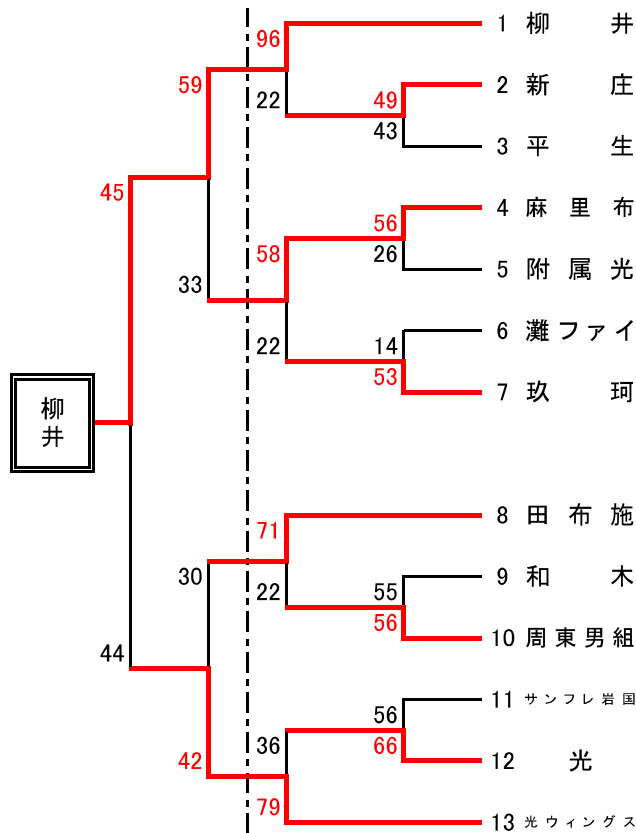 96
1 柳井
59
22
49
2 新庄
43
3 平生
45
56
4 麻里布
58
26
5 附属光
33
22
14
6 灘ファイ
53
7 玖珂
柳井
71
8 田布施
30
22
55
9 和木
56
10 周東男組
44
56
11 サンフレ岩国
42
36
66
12 光
79
13 光ウィングス